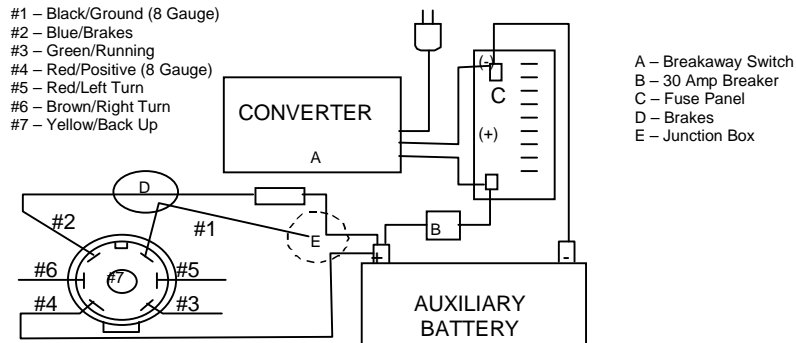 #1 – Black/Ground (8 Gauge)
#2 – Blue/Brakes
#3 – Green/Running
#4 – Red/Positive (8 Gauge)
#5 – Red/Left Turn
#6 – Brown/Right Turn
#7 – Yellow/Back Up
A – Breakaway Switch
B – 30 Amp Breaker
C – Fuse Panel
D – Brakes
E – Junction Box
CONVERTER
A
(-)
C
(+)
D
#2
#1
E
B
#6
#7
#5
#4
#3
+
-
AUXILIARY
BATTERY